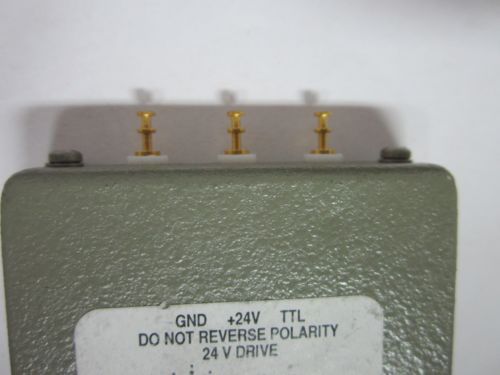 GND +24V TTL
DO NOT REVERSE POLARITY
24 V DRIVE